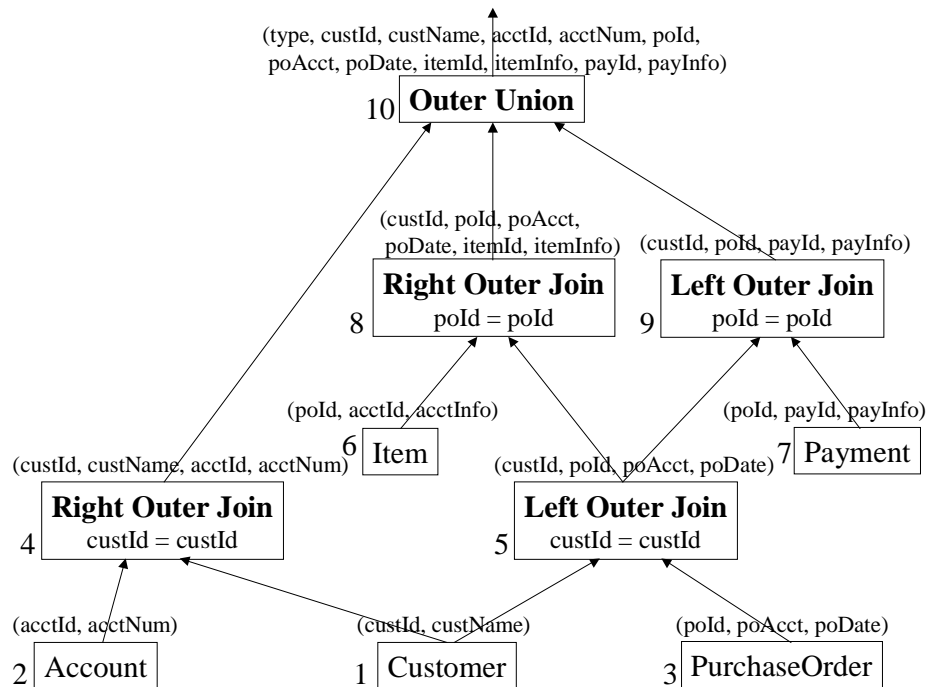 (type, custId, custName, acctId, acctNum, poId,
poAcct, poDate, itemId, itemInfo, payId, payInfo)
10 Outer Union
(custId, poId, poAcct,
poDate, itemId, itemInfo)
(custId, poId, payId, payInfo)
Right Outer Join
8 poId = poId
Left Outer Join
9 poId = poId
(poId, acctId, acctInfo)
6 Item
(poId, payId, payInfo)
7 Payment
(custId, custName, acctId, acctNum)
Right Outer Join
4 custId = custId
(custId, poId, poAcct, poDate)
Left Outer Join
5 custId = custId
(acctId, acctNum)
2 Account
(custId, custName)
1 Customer
(poId, poAcct, poDate)
3 PurchaseOrder